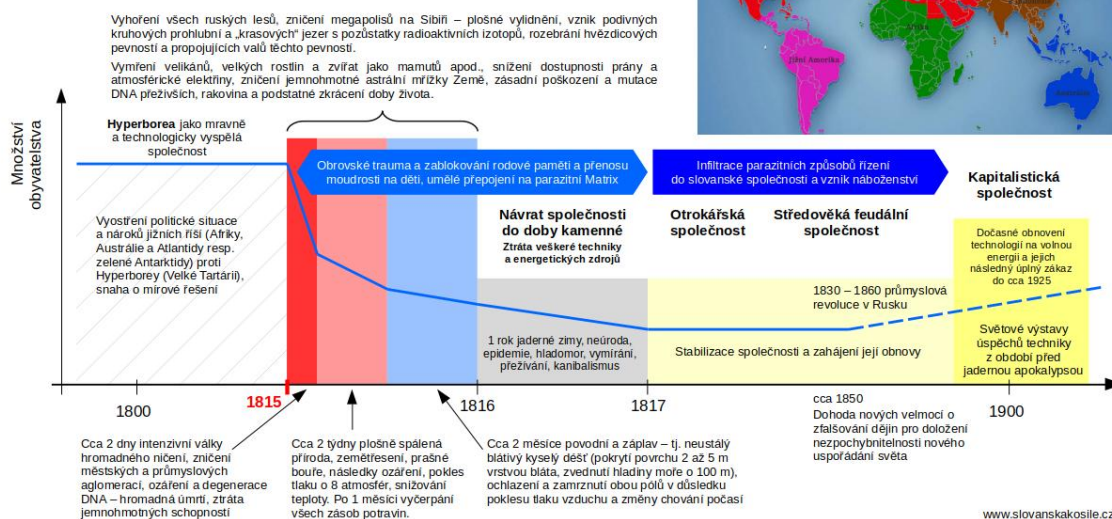 Vyhoření všech ruských lesů, zničení megapolisů na Sibiři – plošné vylidnění, vznik podivných
kruhových prohlubní a „krasových“ jezer s pozůstatky radioaktivních izotopů, rozebrání hvězdicových
pevností a propojujících valů těchto pevností.
Vymření velikánů, velkých rostlin a zvířat jako mamutů apod., snížení dostupnosti prány a
atmosférické elektřiny, zničení jemnohmotné astrální mřížky Země, zásadní poškození a mutace
DNA přeživších, rakovina a podstatné zkrácení doby života.
Jižní Amerika
Množství
obyvatelstva
Hyperborea jako mravně
a technologicky vyspělá
společnost
Obrovské trauma a zablokování rodové paměti a přenosu
moudrosti na děti, umělé přepojení na parazitní Matrix
Infiltrace parazitních způsobů řízení
do slovanské společnosti a vznik náboženství
Kapitalistická
společnost
Vyostření politické situace
a nároků jižních říší (Afriky,
Austrálie a Atlantidy resp.
zelené Antarktidy) proti
Hyperborey (Velké Tartárii),
snaha o mírové řešení
Návrat společnosti
do doby kamenné
Ztráta veškeré techniky
a energetických zdrojů
Otrokářská
společnost
Středověká feudální
společnost
Dočasné obnovení
technologií na volnou
energii a jejich
následný úplný zákaz
do cca 1925
1830 – 1860 průmyslová
revoluce v Rusku
1 rok jaderné zimy, neúroda,
epidemie, hladomor, vymírání,
přežívání, kanibalismus
Stabilizace společnosti a zahájení její obnovy
Světové výstavy
úspěchů techniky
z období před
jadernou apokalypsou
1800
1815
1816
1817
1900
Cca 2 dny intenzivní války
hromadného ničení, zničení
městských a průmyslových
aglomerací, ozáření a degenerace
DNA – hromadná úmrtí, ztráta
jemnohmotných schopností
Cca 2 týdny plošně spálená
příroda, zemětřesení, prašné
bouře, následky ozáření, pokles
tlaku o 8 atmosfér, snižování
teploty. Po 1 měsíci vyčerpání
všech zásob potravin.
Cca 2 měsíce povodní a záplav – tj. neustálý
blátivý kyselý déšť (pokrytí povrchu 2 až 5 m
vrstvou bláta, zvednutí hladiny moře o 100 m),
ochlazení a zamrznutí obou pólů v důsledku
poklesu tlaku vzduchu a změny chování počasí
cca 1850
Dohoda nových velmocí o
zfalšování dějin pro doložení
nezpochybnitelnosti nového
uspořádání světa
www.slovanskakosile.cz